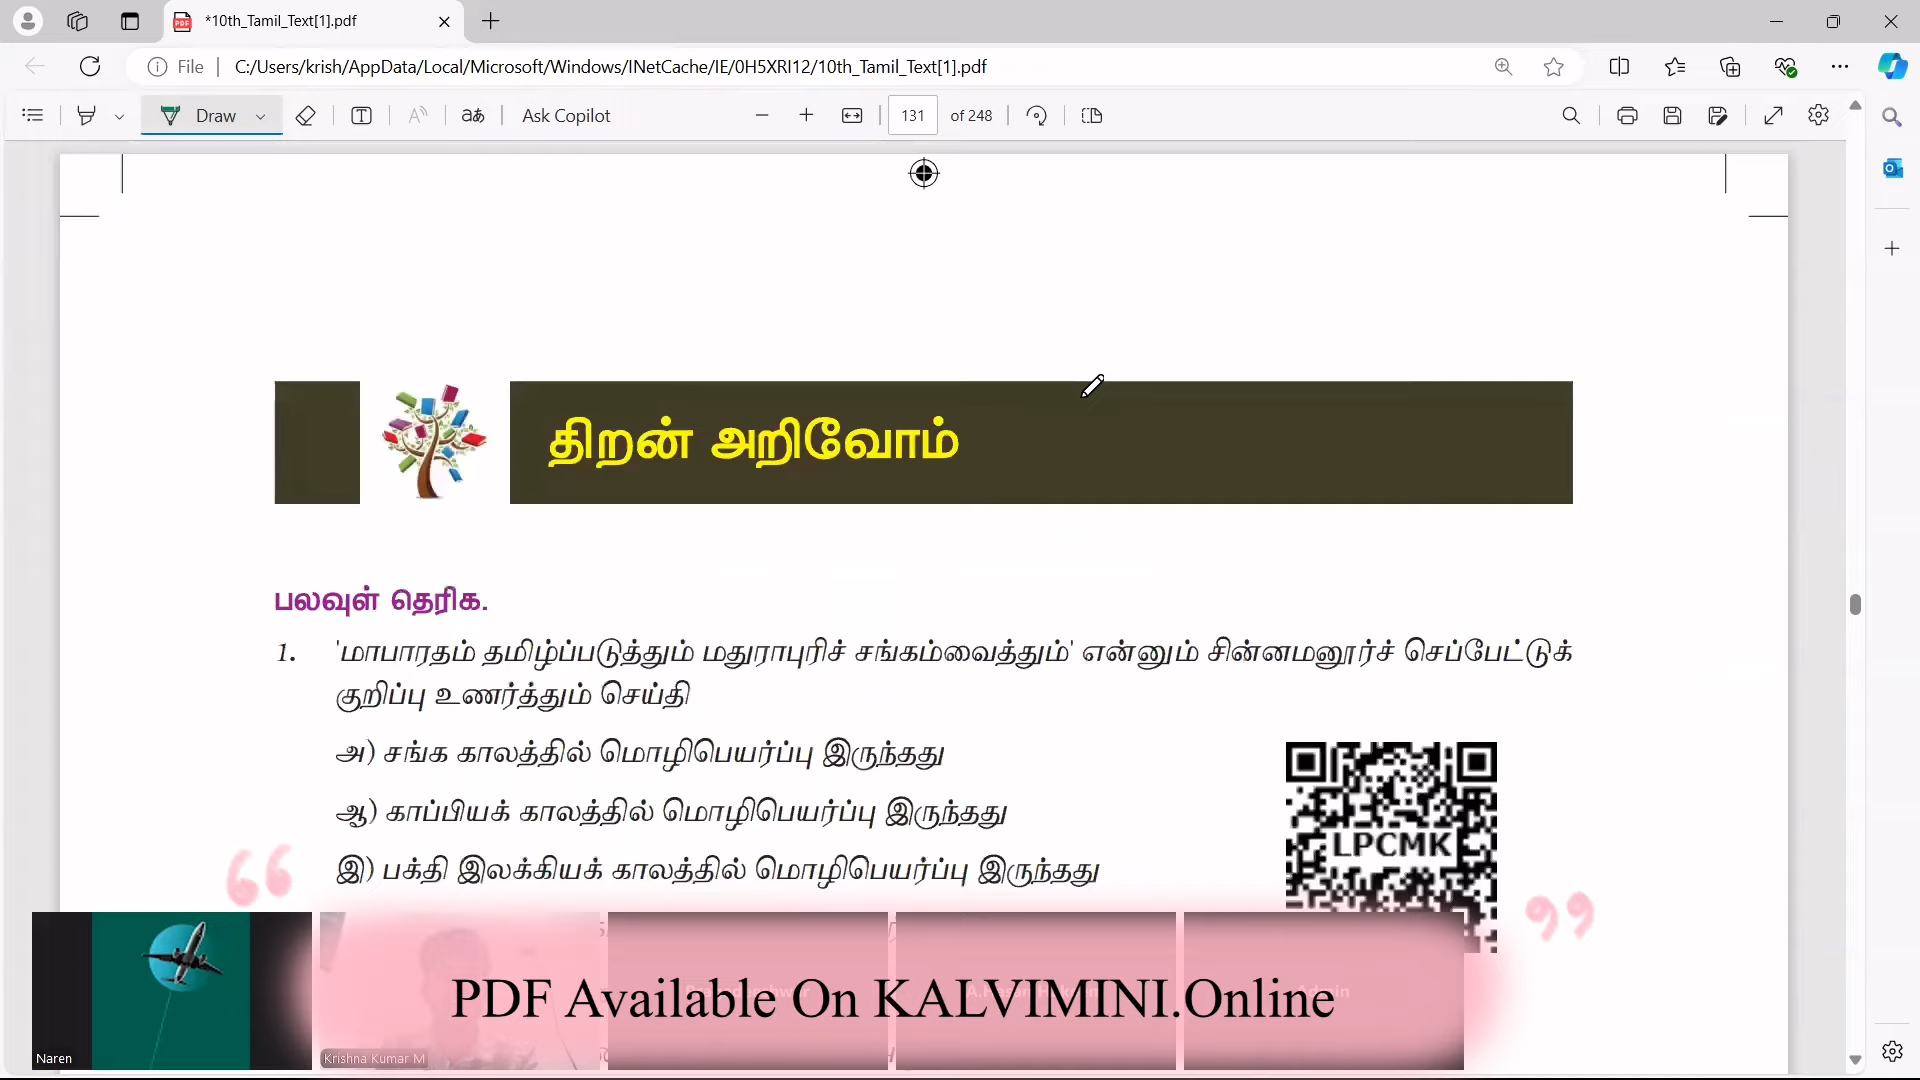 *10th_Tamil_Text[1].pdf
File
C:/Users/krish/AppData/Local/Microsoft/Windows/INetCache/IE/0H5XRI12/10th_Tamil_Text[1].pdf
Draw
Ask Copilot
131 of 248
திறன் அறிவோம்
பலவுள் தெரிக.
1. 'மாபாரதம் தமிழ்ப்படுத்தும் மதுராபுரிச் சங்கம்வைத்தும்' என்னும் சின்னமனூர்ச் செப்பேட்டுக்
குறிப்பு உணர்த்தும் செய்தி
அ) சங்க காலத்தில் மொழிபெயர்ப்பு இருந்தது
ஆ) காப்பியக் காலத்தில் மொழிபெயர்ப்பு இருந்தது
இ) பக்தி இலக்கியக் காலத்தில் மொழிபெயர்ப்பு இருந்தது
LPCMK
PDF Available On KALVIMINI.Online
Naren
Krishna Kumar M